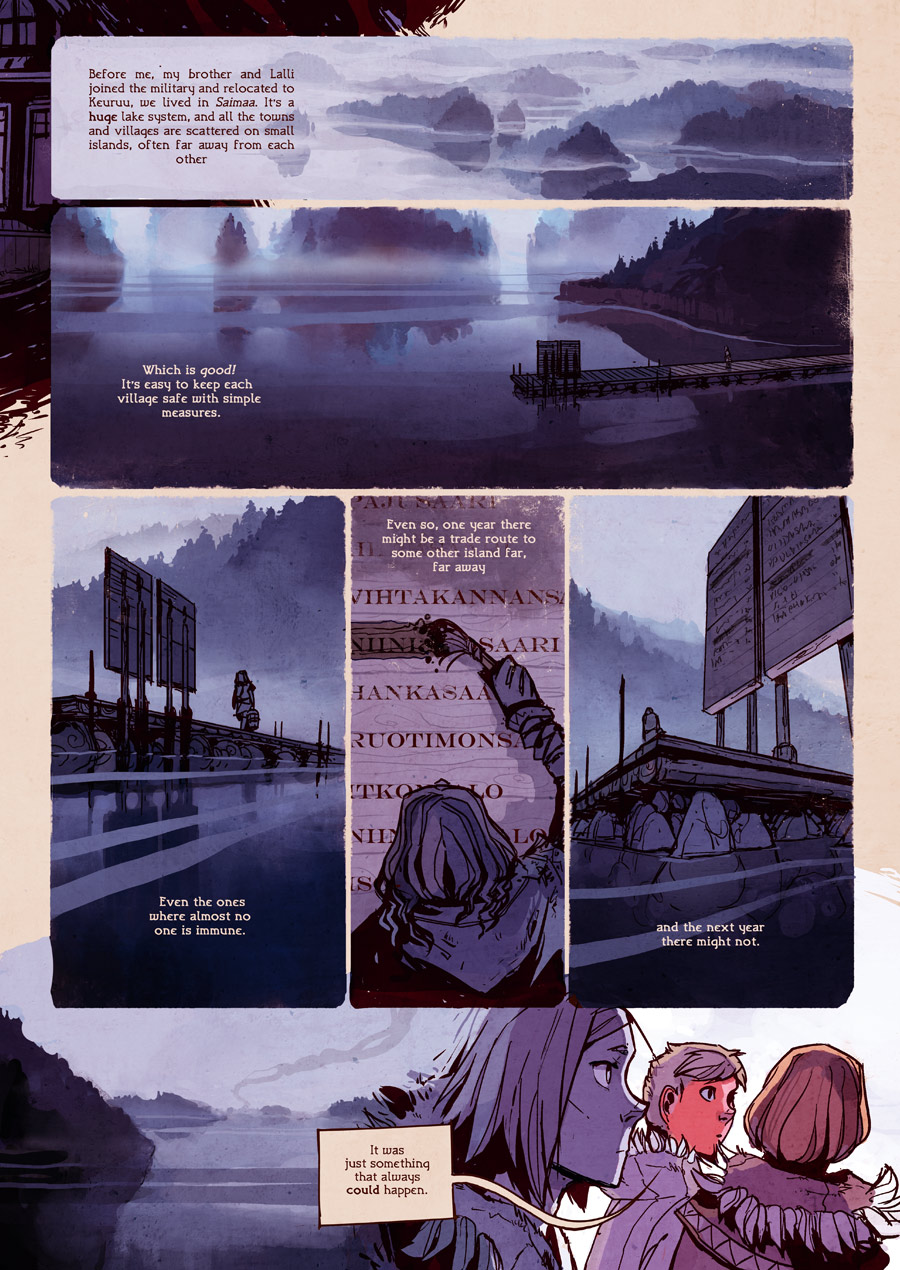 Before me, my brother and Lalli
joined the military and relocated to
Keuruu, we lived in Saimaa. It's a
huge lake system, and all the towns
and villages are scattered on small
islands, often far away from each
other
Which is good!
It's easy to keep each
village safe with simple
measures.
Even the ones
where almost no
one is immune.
Even so, one year there
might be a trade route to
some other island far,
far away
PAJUSAARI
VIHTAKANNANSA
NIINI SAARI
HANKASAA
RUOTIMONSA
ITKO LO
NIIN LO
and the next year
there might not.
It was
just something
that always
could happen.